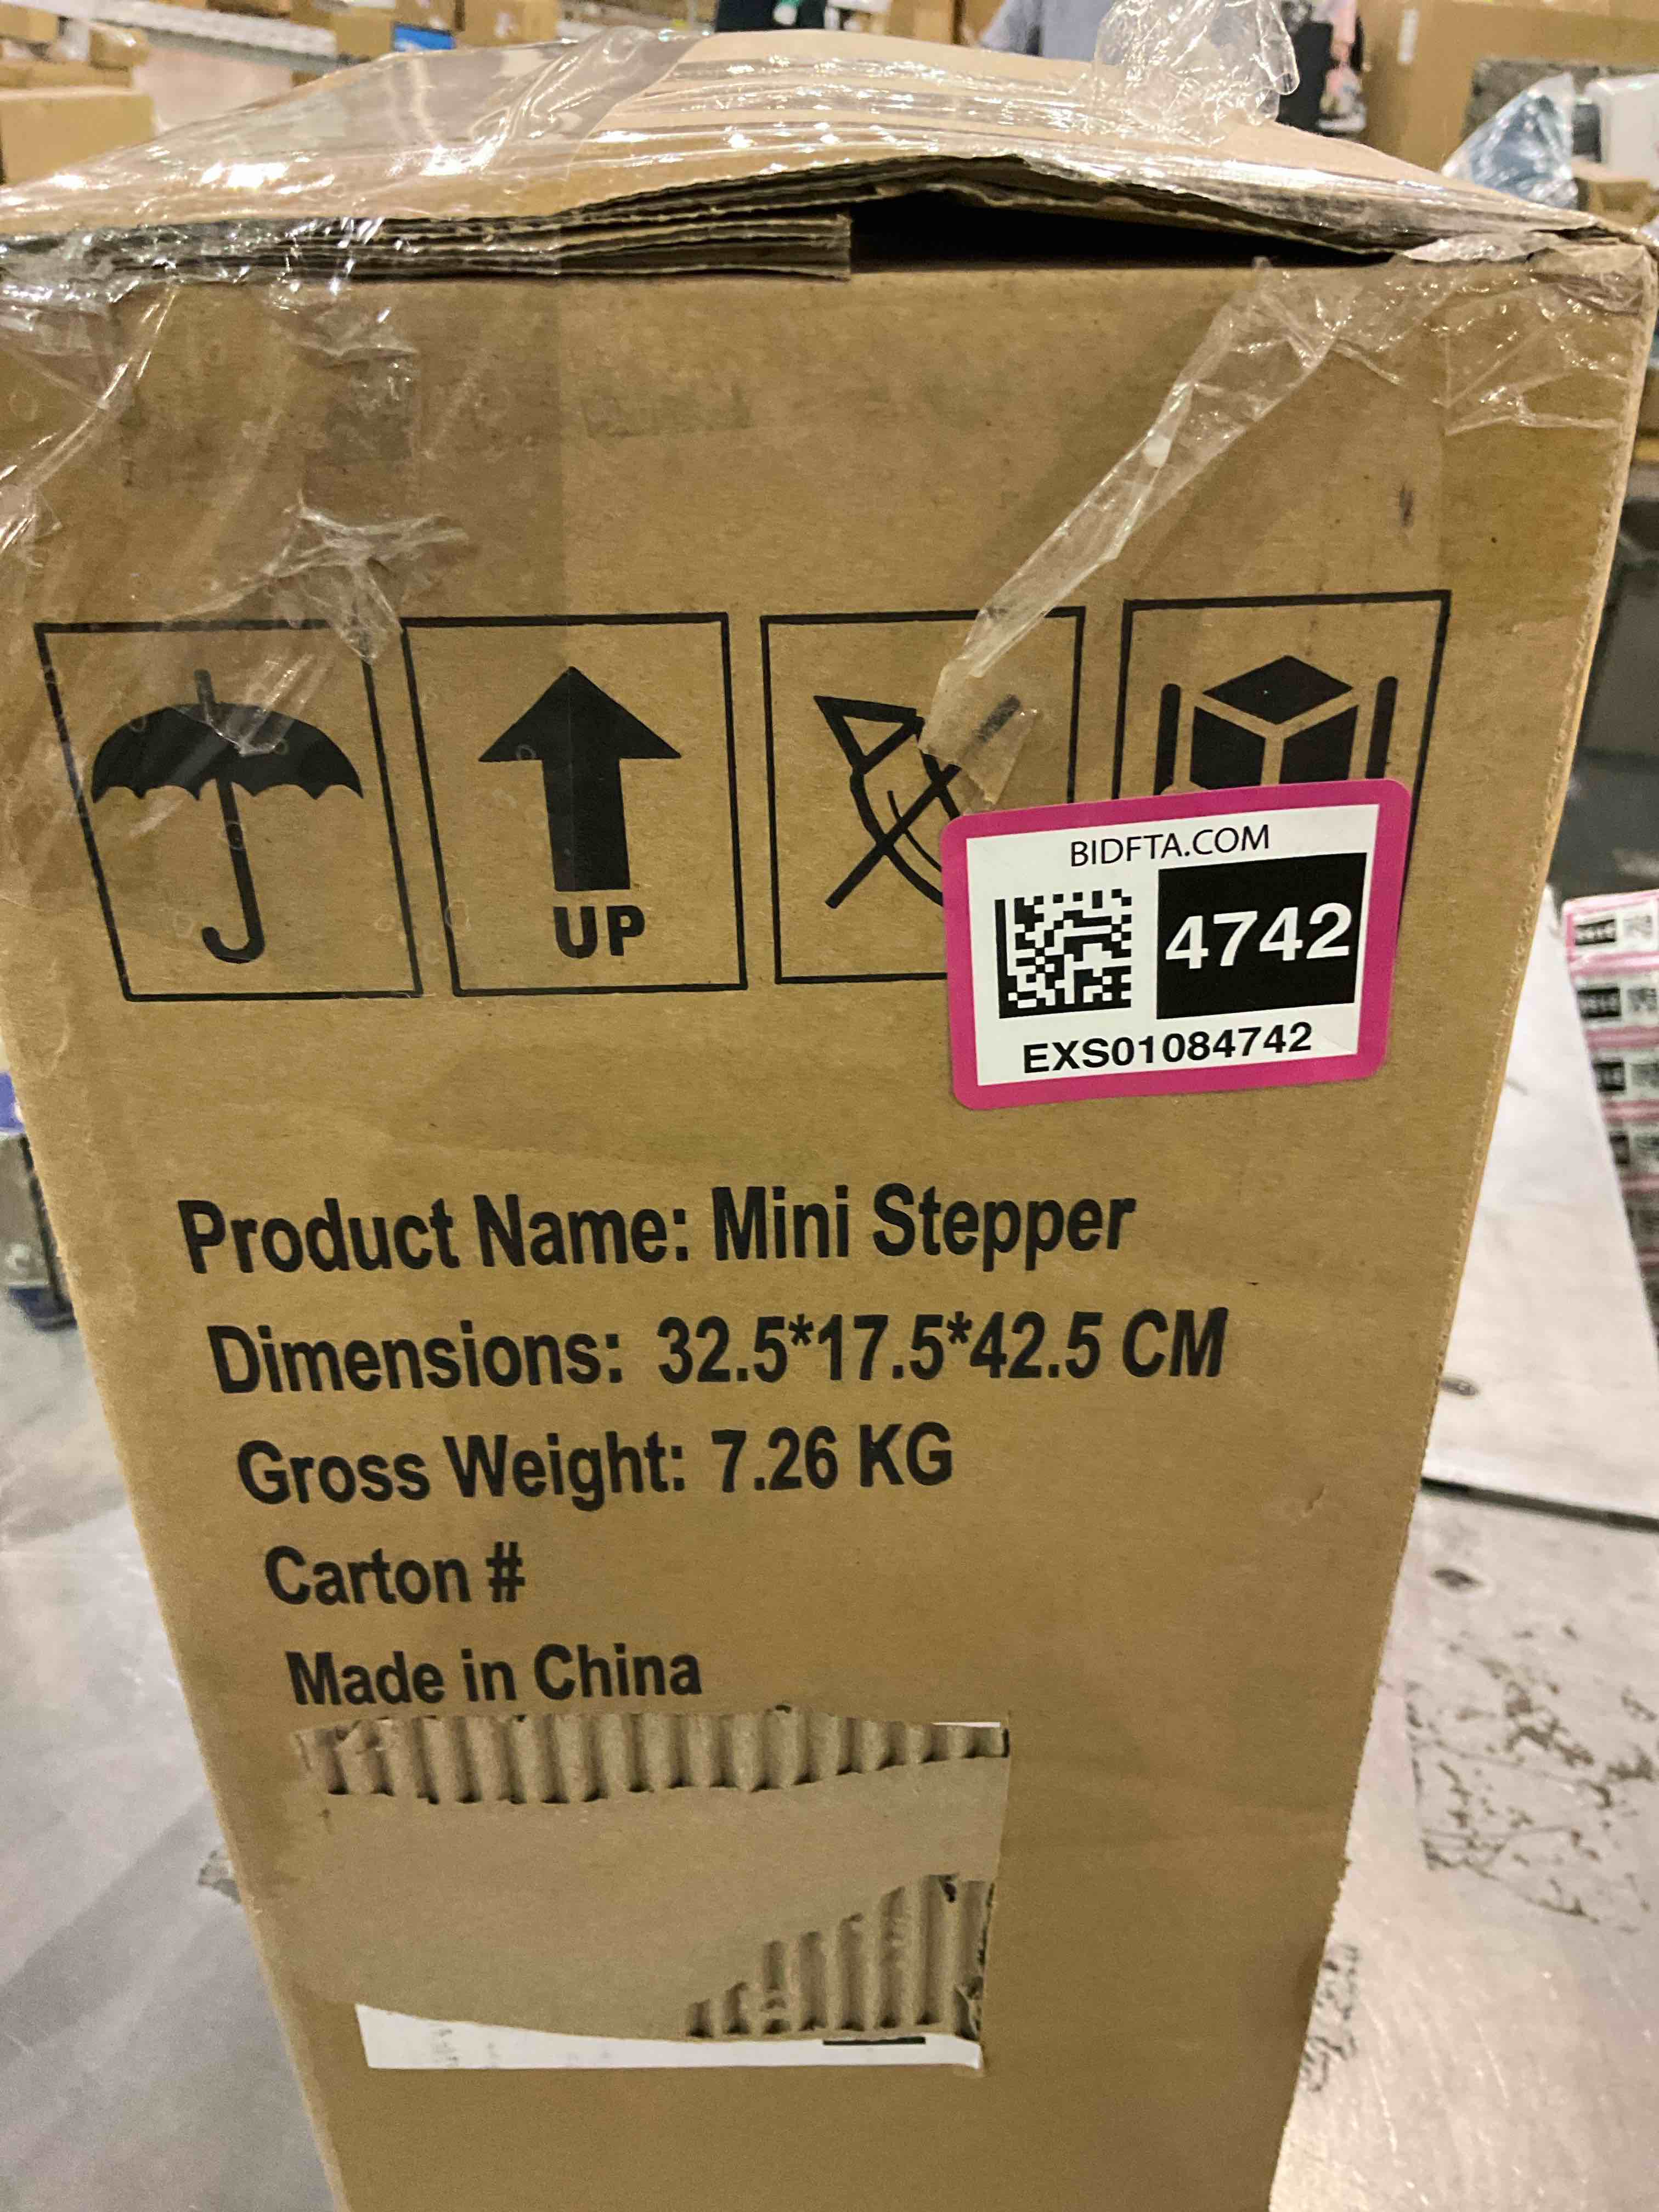 UP
BIDFTA.COM
4742
EXS01084742
Product Name: Mini Stepper
Dimensions: 32.5*17.5*42.5 CM
Gross Weight: 7.26 KG
Carton #
Made in China